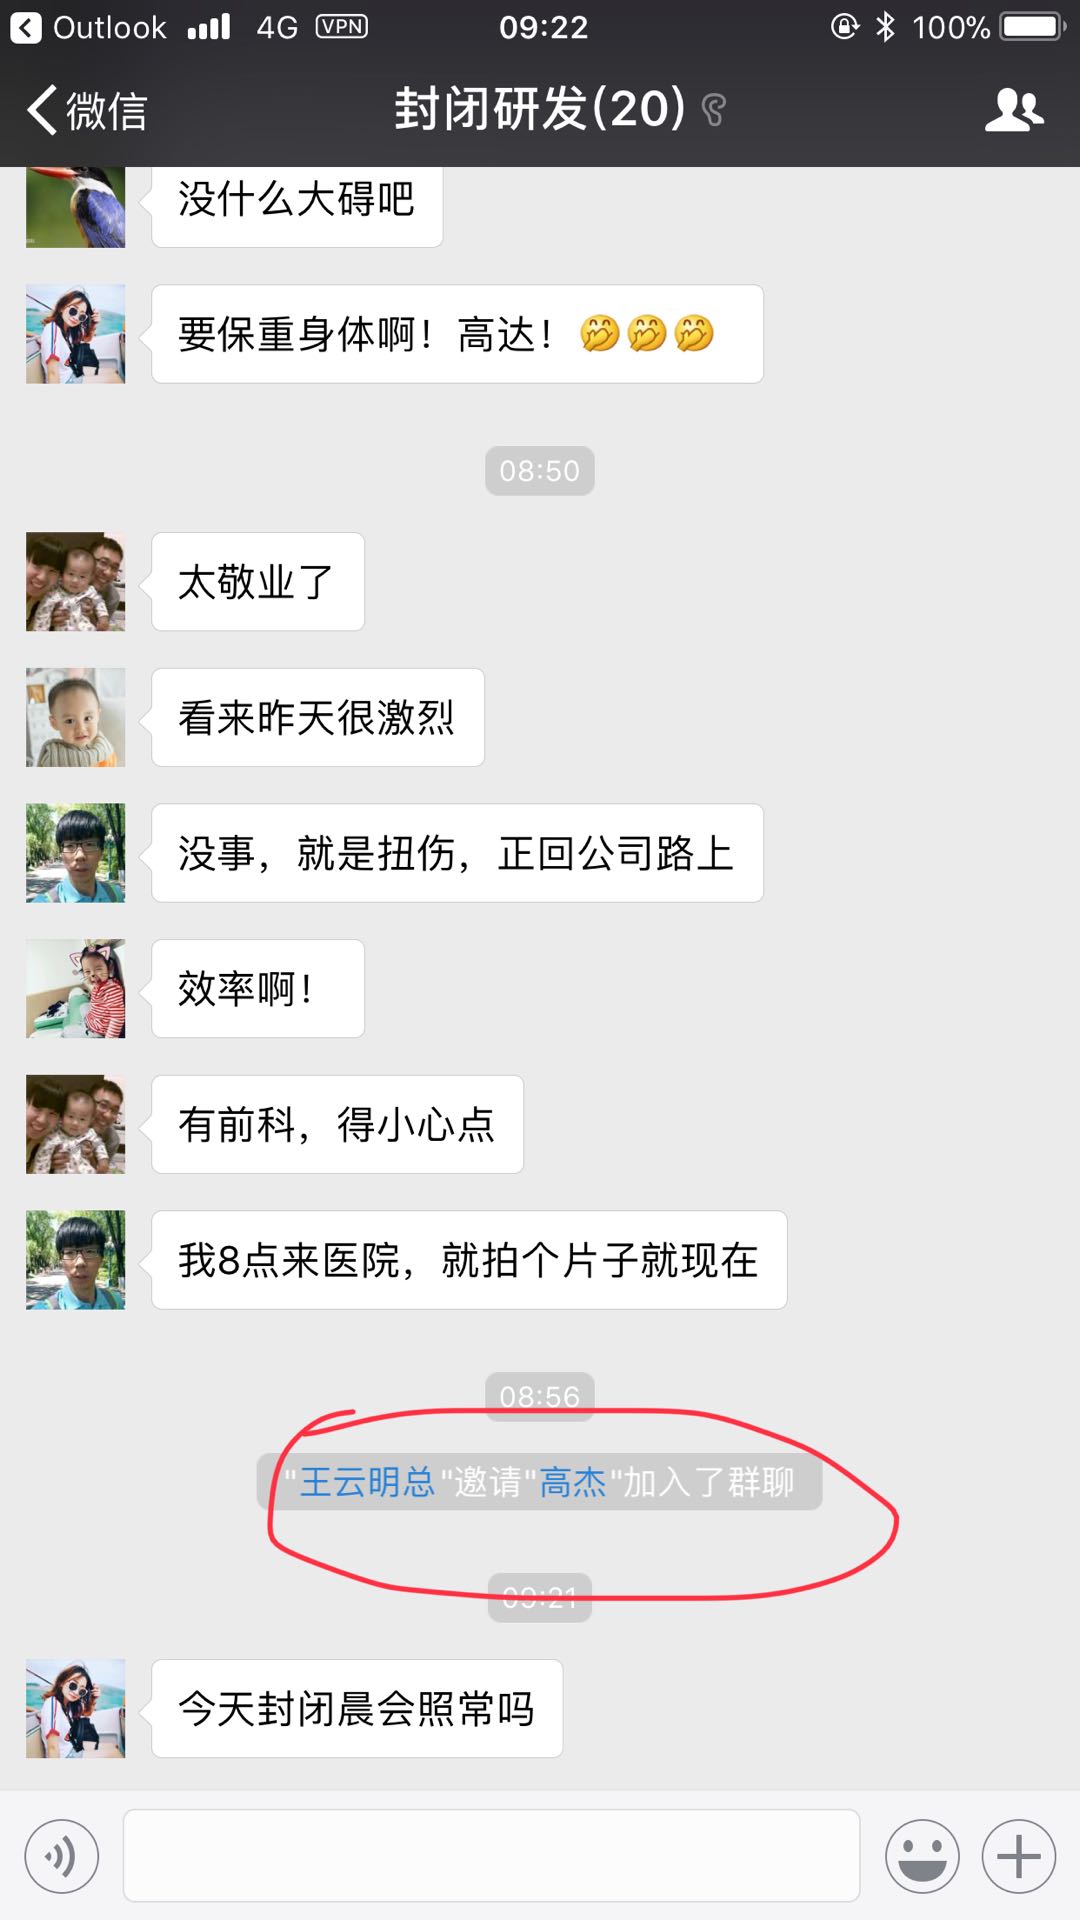 Outlook 4G VPN 09:22 100%
微信 封闭研发(20)
没什么大碍吧
要保重身体啊！高达！🤭🤭🤭
08:50
太敬业了
看来昨天很激烈
没事，就是扭伤，正回公司路上
效率啊！
有前科，得小心点
我8点来医院，就拍个片子就现在
08:56
"王云明总"邀请"高杰"加入了群聊
09:21
今天封闭晨会照常吗